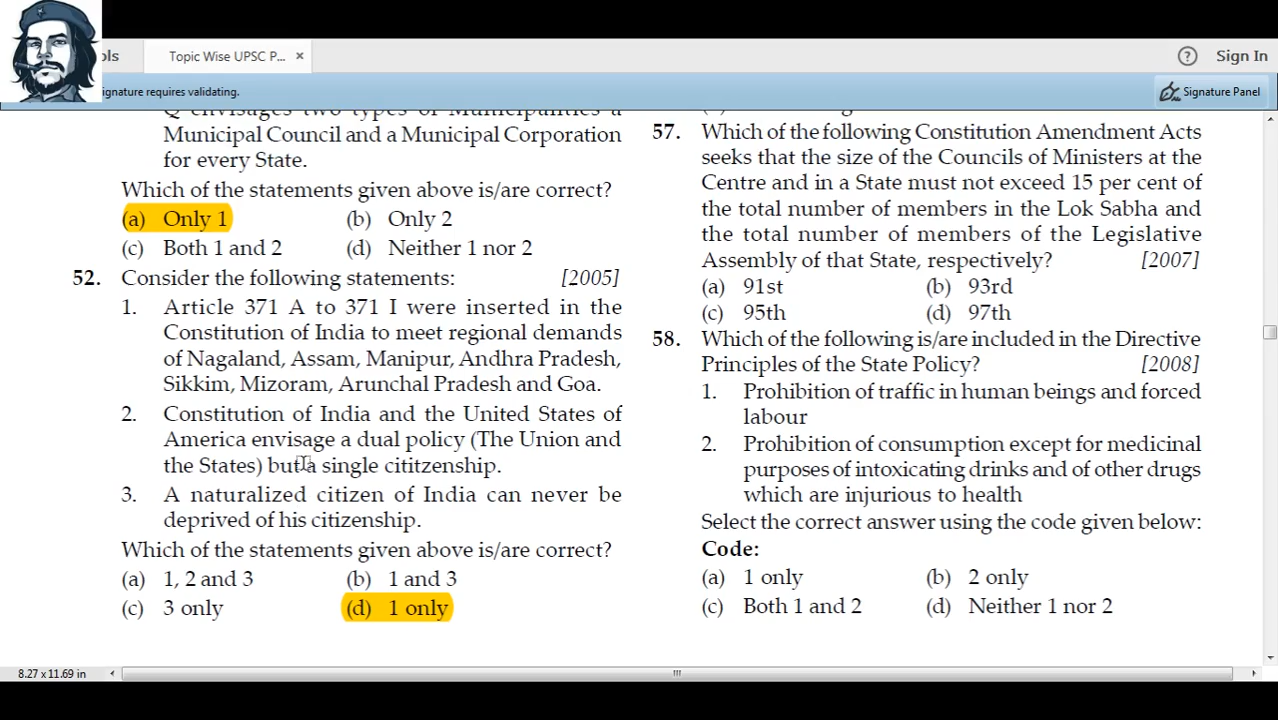 ols
Topic Wise UPSC P... ×
? Sign In
ignature requires validating.
Signature Panel
Q envisages two types of Municipalities a
Municipal Council and a Municipal Corporation
for every State.
Which of the statements given above is/are correct?
(a) Only 1 (b) Only 2
(c) Both 1 and 2 (d) Neither 1 nor 2
52. Consider the following statements: [2005]
1. Article 371 A to 371 I were inserted in the
Constitution of India to meet regional demands
of Nagaland, Assam, Manipur, Andhra Pradesh,
Sikkim, Mizoram, Arunchal Pradesh and Goa.
2. Constitution of India and the United States of
America envisage a dual policy (The Union and
the States) but a single cititzenship.
3. A naturalized citizen of India can never be
deprived of his citizenship.
Which of the statements given above is/are correct?
(a) 1, 2 and 3 (b) 1 and 3
(c) 3 only (d) 1 only
57. Which of the following Constitution Amendment Acts
seeks that the size of the Councils of Ministers at the
Centre and in a State must not exceed 15 per cent of
the total number of members in the Lok Sabha and
the total number of members of the Legislative
Assembly of that State, respectively? [2007]
(a) 91st (b) 93rd
(c) 95th (d) 97th
58. Which of the following is/are included in the Directive
Principles of the State Policy? [2008]
1. Prohibition of traffic in human beings and forced
labour
2. Prohibition of consumption except for medicinal
purposes of intoxicating drinks and of other drugs
which are injurious to health
Select the correct answer using the code given below:
Code:
(a) 1 only (b) 2 only
(c) Both 1 and 2 (d) Neither 1 nor 2
8.27 x 11.69 in